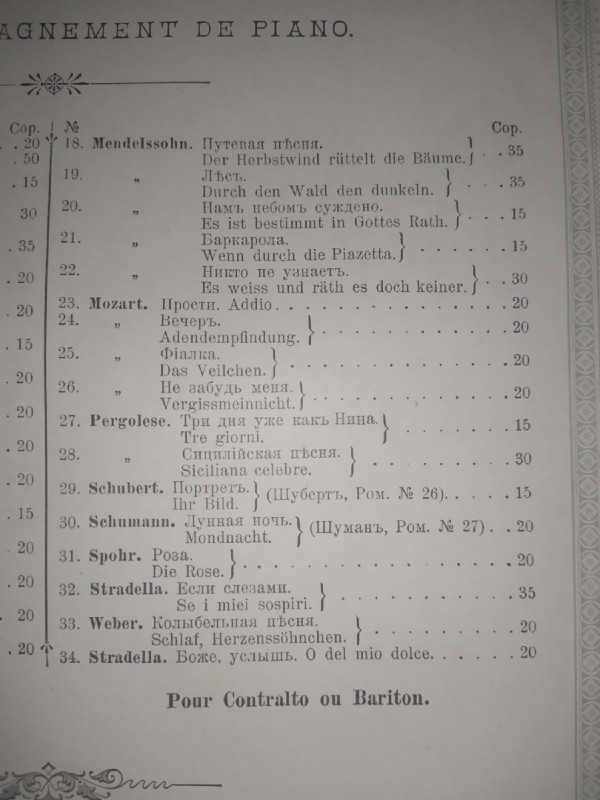 AGNEMENT DE PIANO.
Cop. № Cop.
. 20
. 50
. 15
30
. 35
. 20
. 20
. 15
. 20
. 20
. 20
. 15
. 20
. 20
20
. 20
18. Mendelssohn. Путевая пѣсня.
Der Herbstwind rüttelt die Bäume. . . 35
19. „ Лѣсъ.
Durch den Wald den dunkeln. . . . 35
20. „ Намъ небомъ суждено.
Es ist bestimmt in Gottes Rath. . . . 15
21. „ Баркарола.
Wenn durch die Piazetta. . . . . . . 15
22. „ Никто не узнаетъ.
Es weiss und räth es doch keiner. . . 30
23. Mozart. Прости. Addio . . . . . . . . . . . . 20
24. „ Вечеръ.
Adendempfindung. . . . . . . . . . . 20
25. „ Фіалка.
Das Veilchen. . . . . . . . . . . . 20
26. „ Не забудь меня.
Vergissmeinnicht. . . . . . . . . . 20
27. Pergolese. Три дня уже какъ Нина.
Tre giorni. . . . . . . . 15
28. „ Сицилійская пѣсня.
Siciliana celebre. . . . . . . . . 30
29. Schubert. Портретъ.
Ihr Bild. (Шубертъ, Ром. № 26). . . . . 15
30. Schumann. Лунная ночь.
Mondnacht. (Шуманъ, Ром. № 27) . . 20
31. Spohr. Роза.
Die Rose. . . . . . . . . . . . . . 20
32. Stradella. Если слезами.
Se i miei sospiri. . . . . . . . . . 35
33. Weber. Колыбельная пѣсня.
Schlaf, Herzenssöhnchen. . . . . . . . 20
34. Stradella. Боже, услышь. O del mio dolce. . . . . . 20
Pour Contralto ou Bariton.